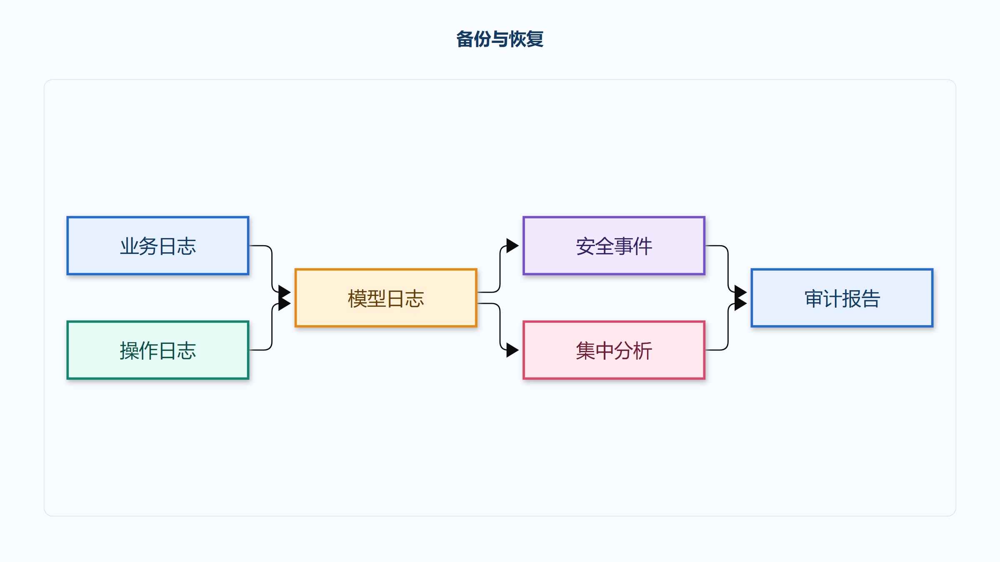 备份与恢复
业务日志
操作日志
模型日志
安全事件
集中分析
审计报告